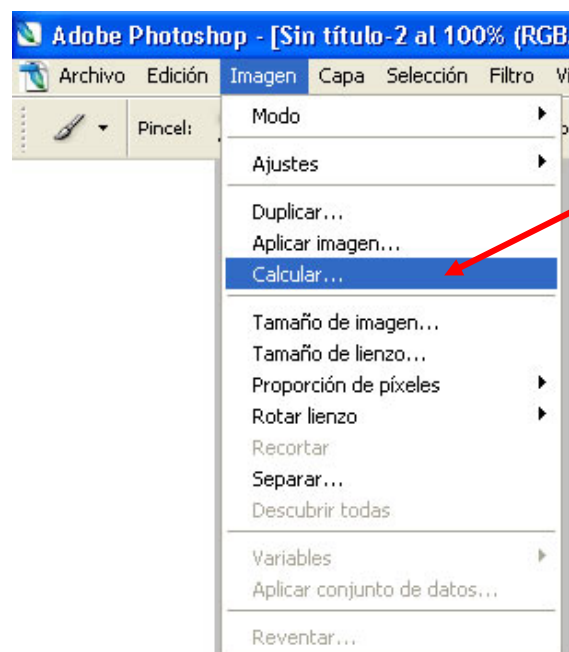 Adobe Photoshop - [Sin título-2 al 100% (RGB
Archivo Edición Imagen Capa Selección Filtro
Pincel:
Modo
Ajustes
Duplicar...
Aplicar imagen...
Calcular...
Tamaño de imagen...
Tamaño de lienzo...
Proporción de píxeles
Rotar lienzo
Recortar
Separar...
Descubrir todas
Variables
Aplicar conjunto de datos...
Reventar...